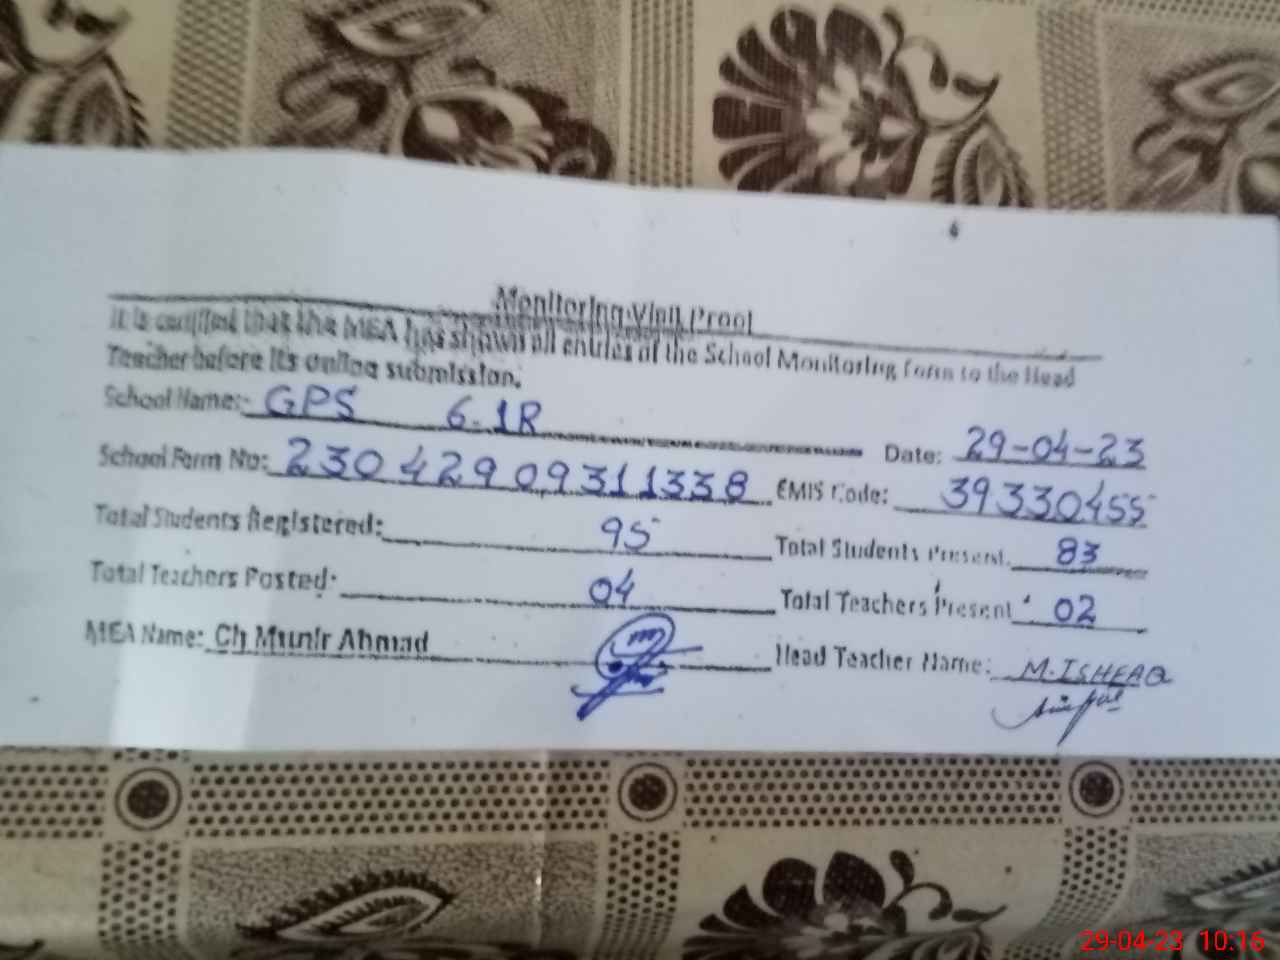 Monitoring Visit Proof
It is certified that the MEA has shown all entries of the School Monitoring form to the Head
Teacher before its online submission.
School Name:- GPS 6.1R Date: 29-04-23
School Form No: 23042909311338 EMIS Code: 39330455
Total Students Registered: 95 Total Students Present. 83
Total Teachers Posted: 04 Total Teachers Present 02
MEA Name: Ch Munir Ahmad Head Teacher Name: M.ISHFAQ
29-04-23 10:16